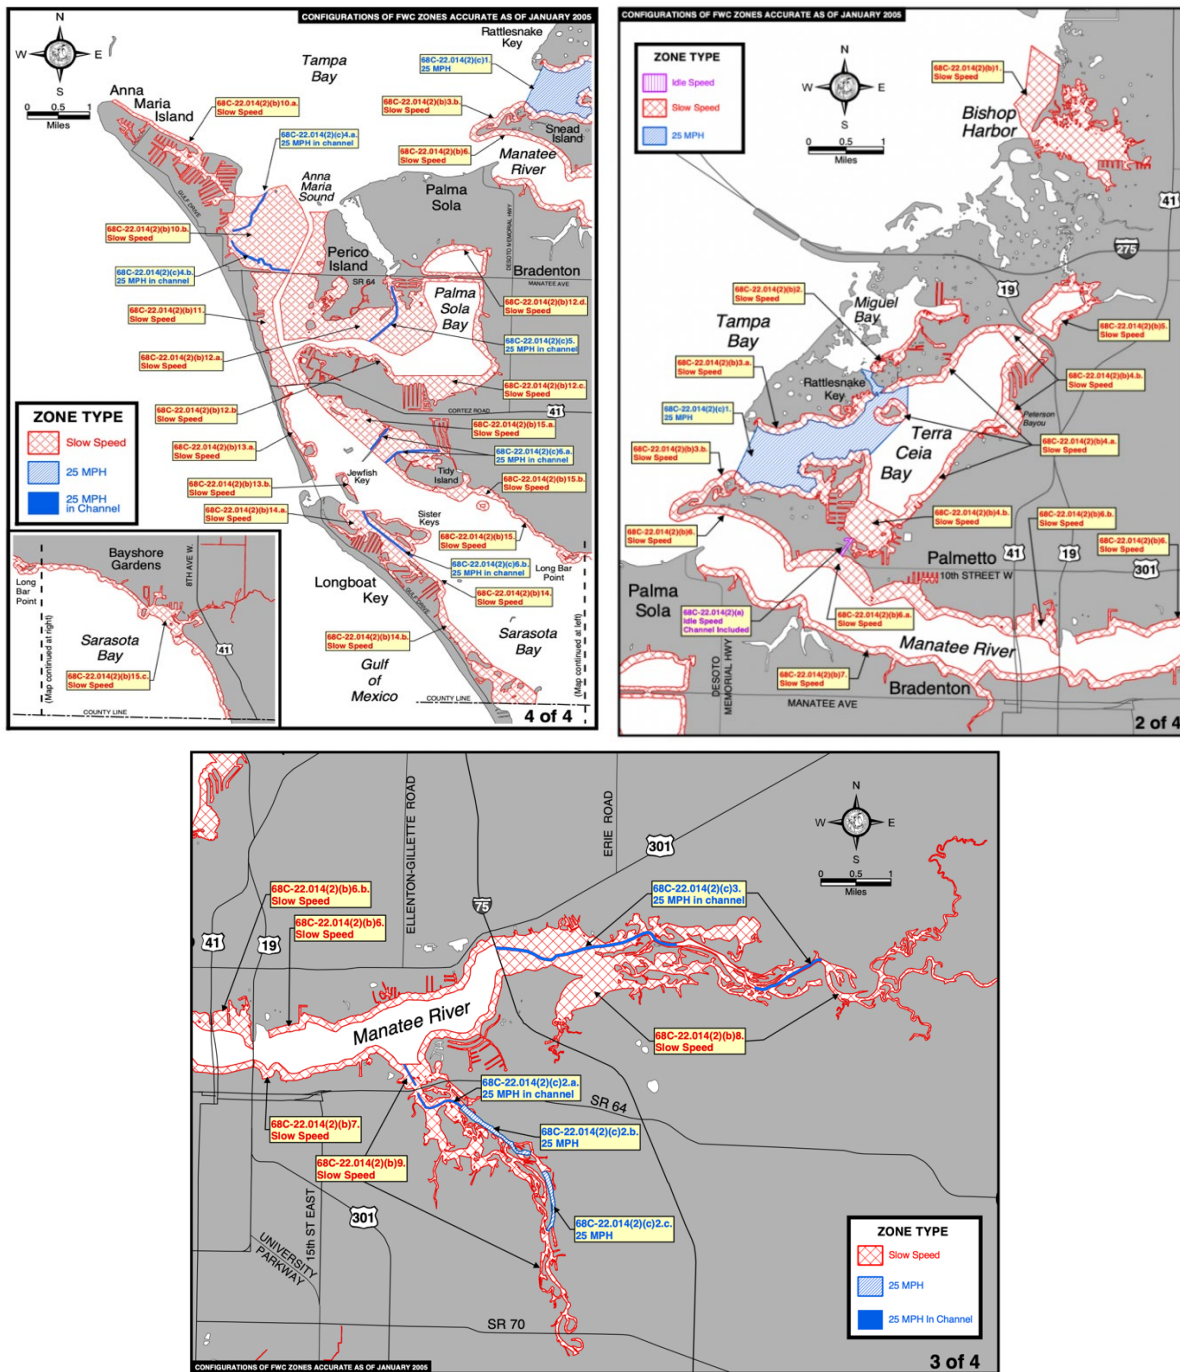 CONFIGURATIONS OF FWC ZONES ACCURATE AS OF JANUARY 2005
N
W
E
S
0
0.5
1
Miles
Tampa
Bay
Rattlesnake
Key
68C-22.014(2)(c)1.
25 MPH
Anna
Maria
Island
68C-22.014(2)(b)10.a.
Slow Speed
68C-22.014(2)(b)3.b.
Slow Speed
Snead
Island
68C-22.014(2)(c)4.a.
25 MPH in channel
68C-22.014(2)(b)6.
Slow Speed
Manatee
River
Anna
Maria
Sound
Palma
Sola
GULF DRIVE
DESOTO MEMORIAL HWY
68C-22.014(2)(b)10.b.
Slow Speed
Perico
Island
SR 64
Bradenton
MANATEE AVE
68C-22.014(2)(c)4.b.
25 MPH in channel
Palma
Sola
Bay
68C-22.014(2)(b)12.d.
Slow Speed
68C-22.014(2)(b)11.
Slow Speed
68C-22.014(2)(c)5.
25 MPH in channel
68C-22.014(2)(b)12.a.
Slow Speed
68C-22.014(2)(b)12.c.
Slow Speed
68C-22.014(2)(b)12.b
Slow Speed
CORTEZ ROAD
41
ZONE TYPE
Slow Speed
25 MPH
25 MPH
in Channel
68C-22.014(2)(b)15.a.
Slow Speed
68C-22.014(2)(b)13.a.
Slow Speed
68C-22.014(2)(c)6.a.
25 MPH in channel
Jewfish
Key
Tidy
Island
68C-22.014(2)(b)13.b.
Slow Speed
68C-22.014(2)(b)15.b.
Slow Speed
68C-22.014(2)(b)14.a.
Slow Speed
Sister
Keys
68C-22.014(2)(b)15.
Slow Speed
68C-22.014(2)(c)6.b.
25 MPH in channel
Long Bar
Point
Longboat
Key
GULF DRIVE
68C-22.014(2)(b)14.
Slow Speed
68C-22.014(2)(b)14.b.
Slow Speed
Sarasota
Bay
Gulf
of
Mexico
COUNTY LINE
(Map continued at left)
4 of 4
Bayshore
Gardens
8TH AVE W.
Long
Bar
Point
41
Sarasota
Bay
68C-22.014(2)(b)15.c.
Slow Speed
(Map continued at right)
COUNTY LINE
CONFIGURATIONS OF FWC ZONES ACCURATE AS OF JANUARY 2005
ZONE TYPE
Idle Speed
Slow Speed
25 MPH
N
W
E
S
0
0.5
1
Miles
68C-22.014(2)(b)1.
Slow Speed
Bishop
Harbor
41
275
19
68C-22.014(2)(b)2.
Slow Speed
Miguel
Bay
Tampa
Bay
68C-22.014(2)(b)5.
Slow Speed
68C-22.014(2)(b)3.a.
Slow Speed
Rattlesnake
Key
68C-22.014(2)(b)4.b.
Slow Speed
68C-22.014(2)(c)1.
25 MPH
Peterson
Bayou
Terra
Ceia
Bay
68C-22.014(2)(b)4.a.
Slow Speed
68C-22.014(2)(b)3.b.
Slow Speed
68C-22.014(2)(b)4.b.
Slow Speed
68C-22.014(2)(b)6.b.
Slow Speed
68C-22.014(2)(b)6.
Slow Speed
68C-22.014(2)(b)6.
Slow Speed
Palmetto
41
19
301
10th STREET W
Palma
Sola
68C-22.014(2)(a)
Idle Speed
Channel Included
68C-22.014(2)(b)6.a.
Slow Speed
Manatee River
68C-22.014(2)(b)7.
Slow Speed
DESOTO
MEMORIAL HWY
Bradenton
MANATEE AVE
2 of 4
ELLENTON-GILLETTE ROAD
ERIE ROAD
301
N
W
E
S
0
0.5
1
Miles
75
68C-22.014(2)(b)6.b.
Slow Speed
68C-22.014(2)(b)6.
Slow Speed
68C-22.014(2)(c)3.
25 MPH in channel
41
19
Manatee River
68C-22.014(2)(b)8.
Slow Speed
68C-22.014(2)(c)2.a.
25 MPH in channel
SR 64
68C-22.014(2)(b)7.
Slow Speed
68C-22.014(2)(c)2.b.
25 MPH
68C-22.014(2)(b)9.
Slow Speed
15th ST EAST
301
68C-22.014(2)(c)2.c.
25 MPH
UNIVERSITY
PARKWAY
SR 70
ZONE TYPE
Slow Speed
25 MPH
25 MPH In Channel
CONFIGURATIONS OF FWC ZONES ACCURATE AS OF JANUARY 2005
3 of 4